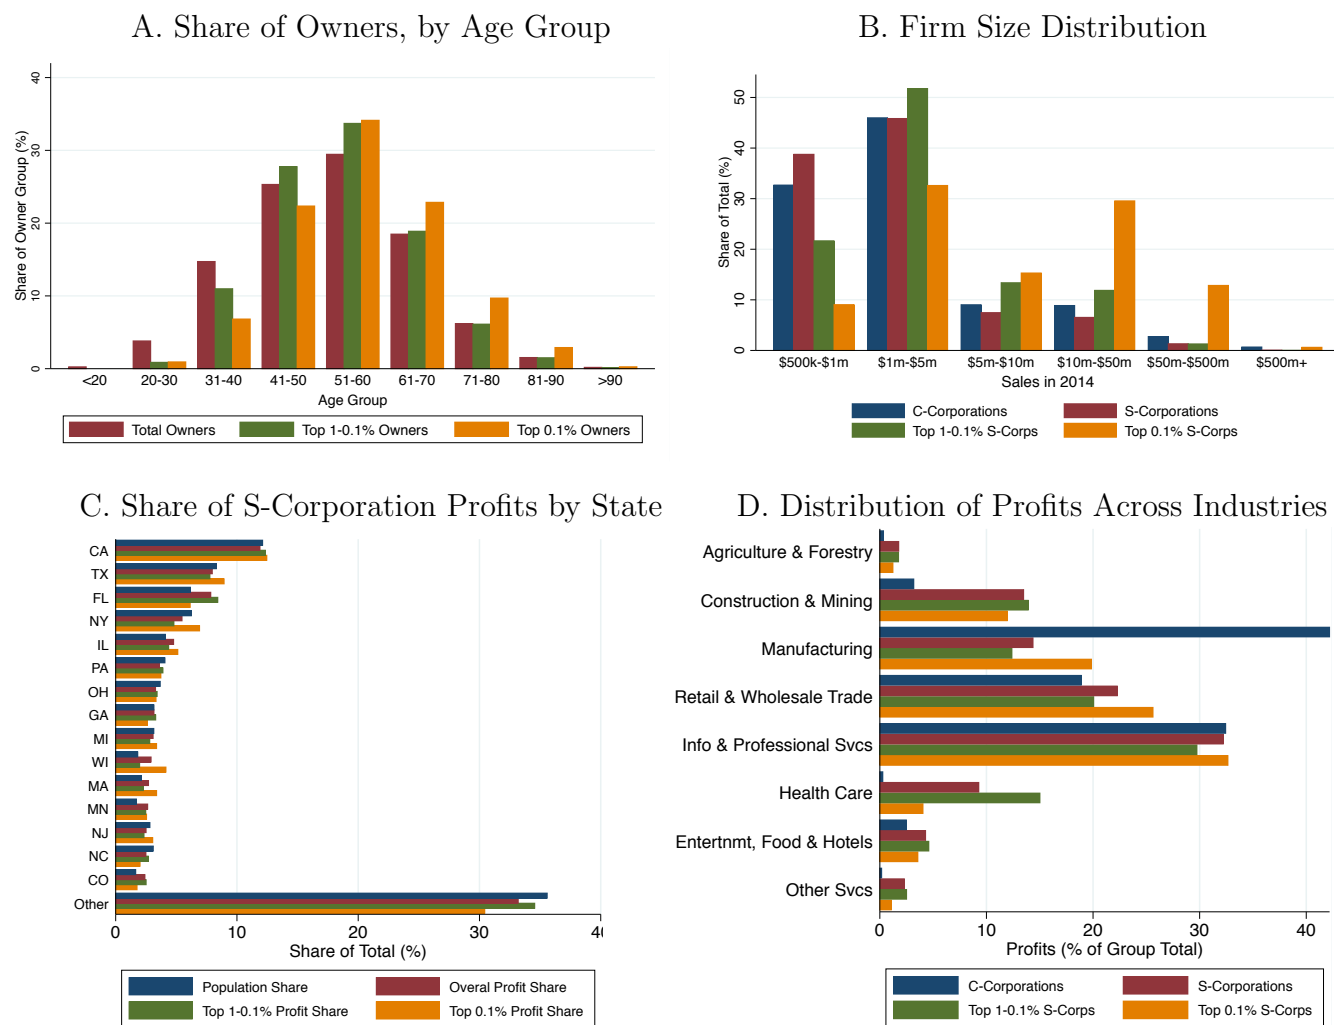 A. Share of Owners, by Age Group
Share of Owner Group (%)
40
30
20
10
0
<20 20-30 31-40 41-50 51-60 61-70 71-80 81-90 >90
Age Group
Total Owners Top 1-0.1% Owners Top 0.1% Owners
B. Firm Size Distribution
Share of Total (%)
50
40
30
20
10
0
$500k-$1m $1m-$5m $5m-$10m $10m-$50m $50m-$500m $500m+
Sales in 2014
C-Corporations S-Corporations
Top 1-0.1% S-Corps Top 0.1% S-Corps
C. Share of S-Corporation Profits by State
CA
TX
FL
NY
IL
PA
OH
GA
MI
WI
MA
MN
NJ
NC
CO
Other
0 10 20 30 4
Share of Total (%)
Population Share Overal Profit Share
Top 1-0.1% Profit Share Top 0.1% Profit Share
D. Distribution of Profits Across Industries
Agriculture & Forestry
Construction & Mining
Manufacturing
Retail & Wholesale Trade
Info & Professional Svcs
Health Care
Entertnmt, Food & Hotels
Other Svcs
0 10 20 30 40
Profits (% of Group Total)
C-Corporations S-Corporations
Top 1-0.1% S-Corps Top 0.1% S-Corps